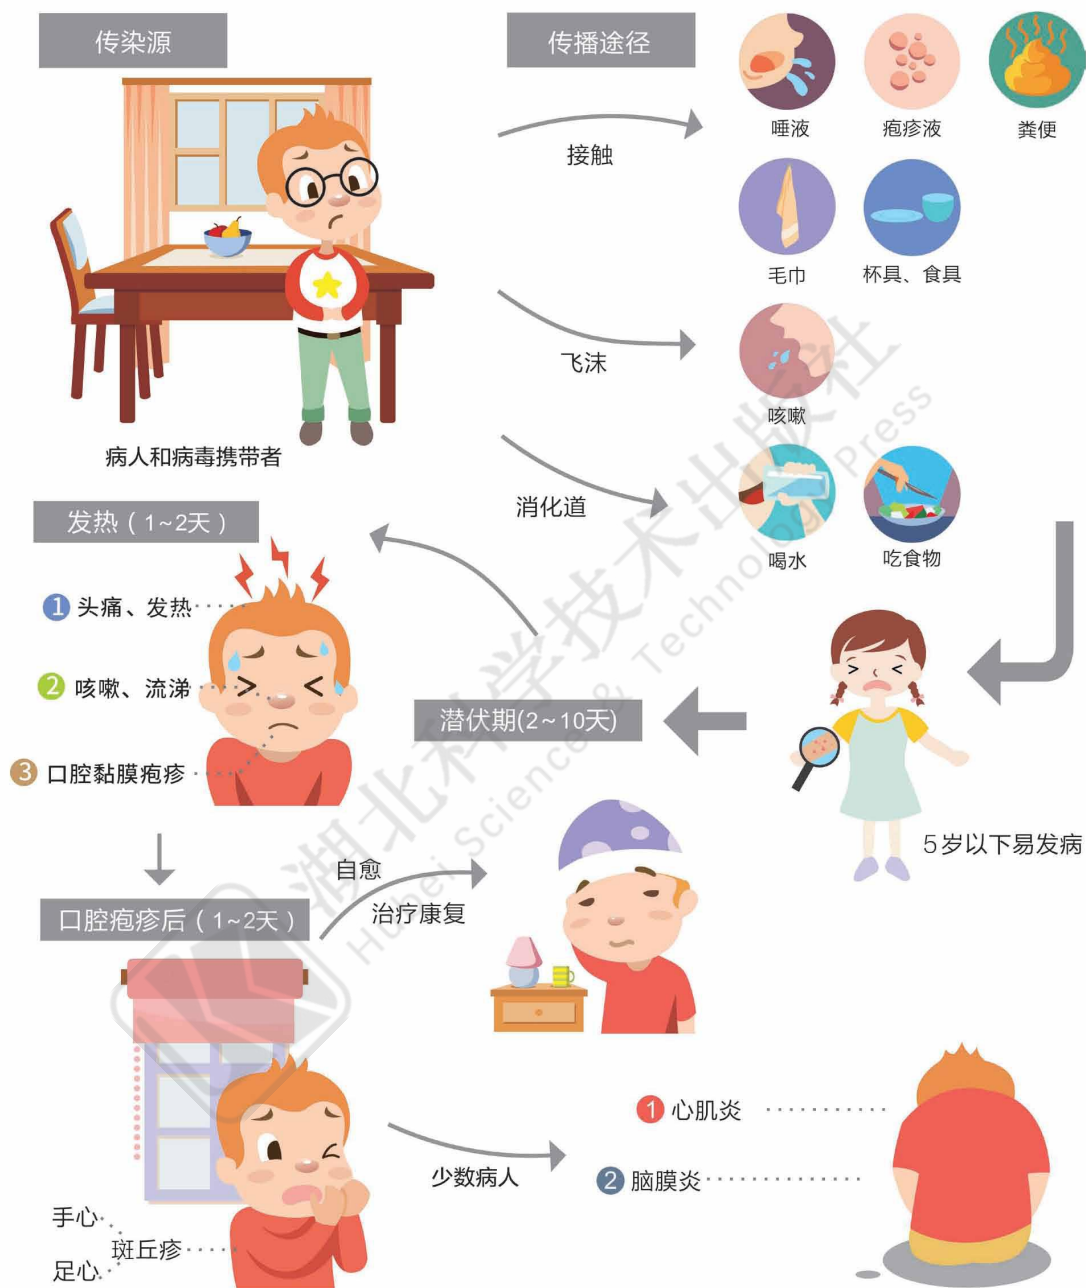 传染源
传播途径
唾液
疱疹液
粪便
接触
毛巾
杯具、食具
飞沫
咳嗽
病人和病毒携带者
消化道
喝水
吃食物
发热（1~2天）
1 头痛、发热
2 咳嗽、流涕
3 口腔黏膜疱疹
潜伏期(2~10天)
5岁以下易发病
自愈
治疗康复
口腔疱疹后（1~2天）
1 心肌炎
少数病人
2 脑膜炎
手心
斑丘疹
足心
湖北科学技术出版社
Hubei Science & Technology Press